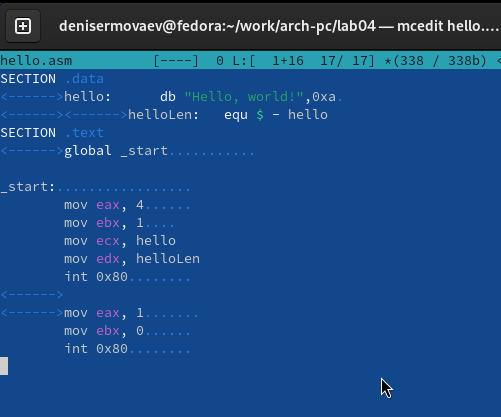 denisermovaev@fedora:~/work/arch-pc/lab04 — mcedit hello....
hello.asm [----] 0 L:[ 1+16 17/ 17] *(338 / 338b) <
SECTION .data
<------>hello: db "Hello, world!",0xa.
<------><------>helloLen: equ $ - hello
SECTION .text
<------>global _start...........
_start:.................
mov eax, 4......
mov ebx, 1....
mov ecx, hello
mov edx, helloLen
int 0x80........
<------>
<------>mov eax, 1.......
mov ebx, 0......
int 0x80........